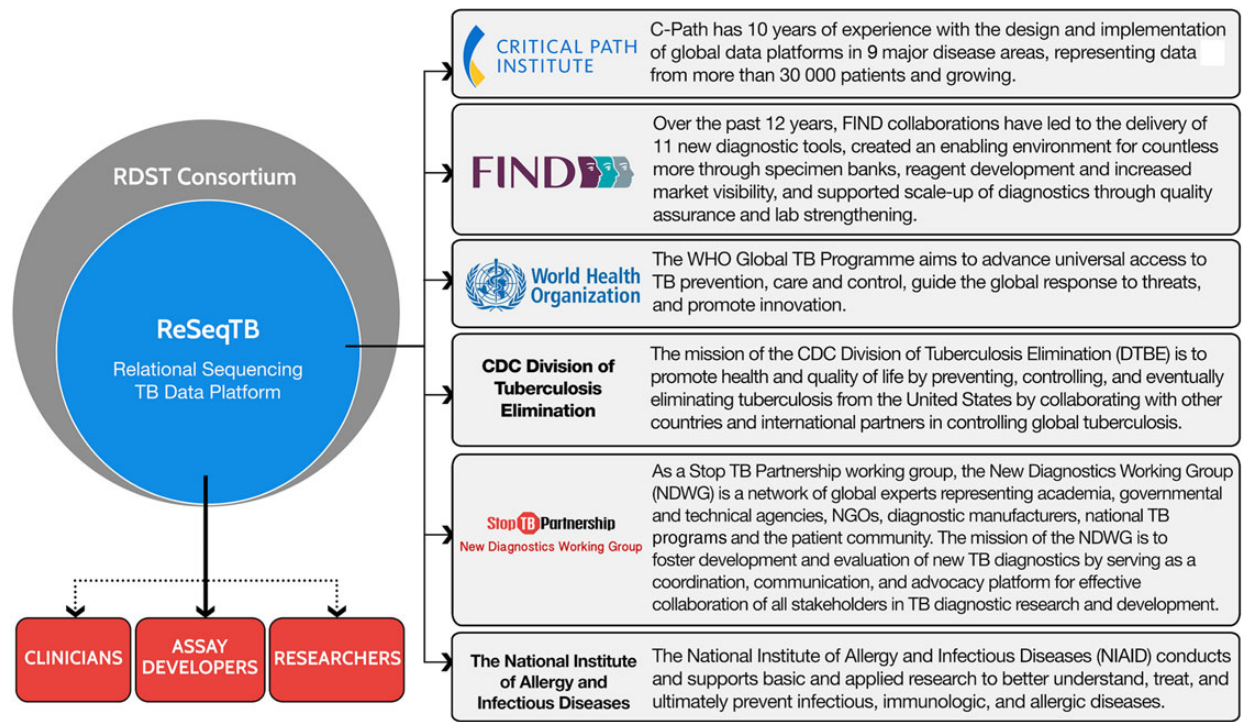 RDST Consortium
ReSeqTB
Relational Sequencing
TB Data Platform
CLINICIANS
ASSAY
DEVELOPERS
RESEARCHERS
CRITICAL PATH
INSTITUTE
C-Path has 10 years of experience with the design and implementation
of global data platforms in 9 major disease areas, representing data
from more than 30 000 patients and growing.
FIND
Over the past 12 years, FIND collaborations have led to the delivery of
11 new diagnostic tools, created an enabling environment for countless
more through specimen banks, reagent development and increased
market visibility, and supported scale-up of diagnostics through quality
assurance and lab strengthening.
World Health
Organization
The WHO Global TB Programme aims to advance universal access to
TB prevention, care and control, guide the global response to threats,
and promote innovation.
CDC Division of
Tuberculosis
Elimination
The mission of the CDC Division of Tuberculosis Elimination (DTBE) is to
promote health and quality of life by preventing, controlling, and eventually
eliminating tuberculosis from the United States by collaborating with other
countries and international partners in controlling global tuberculosis.
Stop TB Partnership
New Diagnostics Working Group
As a Stop TB Partnership working group, the New Diagnostics Working Group
(NDWG) is a network of global experts representing academia, governmental
and technical agencies, NGOs, diagnostic manufacturers, national TB
programs and the patient community. The mission of the NDWG is to
foster development and evaluation of new TB diagnostics by serving as a
coordination, communication, and advocacy platform for effective
collaboration of all stakeholders in TB diagnostic research and development.
The National Institute
of Allergy and
Infectious Diseases
The National Institute of Allergy and Infectious Diseases (NIAID) conducts
and supports basic and applied research to better understand, treat, and
ultimately prevent infectious, immunologic, and allergic diseases.